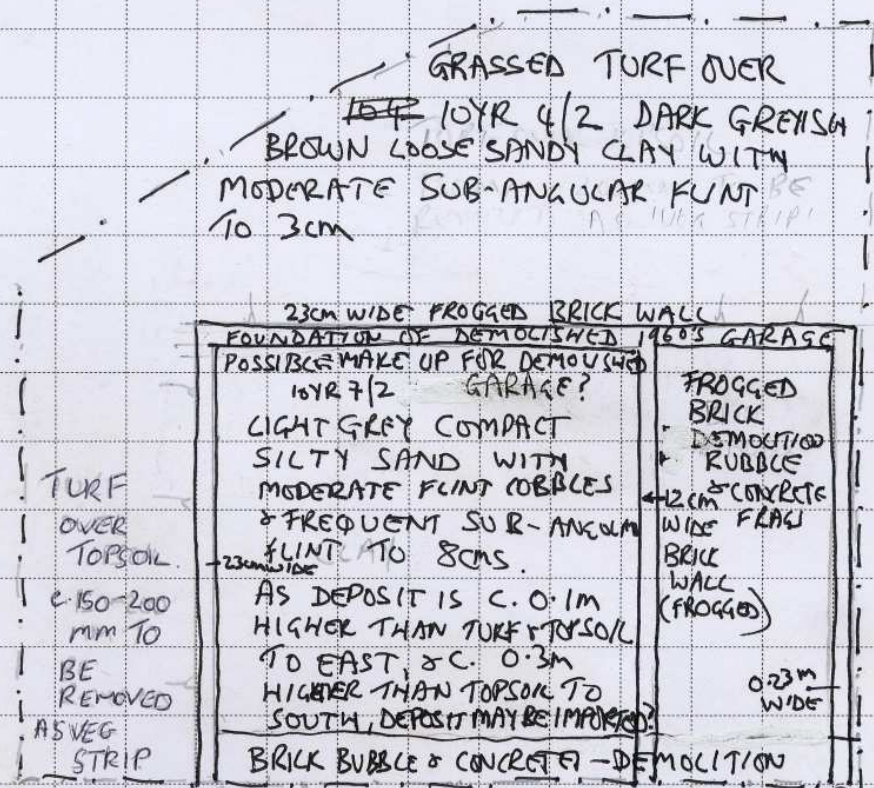 GRASSED TURF OVER
10YR 4/2 DARK GREYISH
BROWN LOOSE SANDY CLAY WITH
MODERATE SUB-ANGULAR FLINT
TO 3cm
23cm WIDE FROGGED BRICK WALL
FOUNDATION OF DEMOLISHED 1960'S GARAGE
POSSIBLE MAKE UP FOR DEMOLISHED
10YR 7/2 GARAGE?
LIGHT GREY COMPACT
SILTY SAND WITH
MODERATE FLINT COBBLES
& FREQUENT SUB-ANGULAR
FLINT TO 8cms.
23cm WIDE
AS DEPOSIT IS C. 0.1m
HIGHER THAN TURF & TOPSOIL
TO EAST, & C. 0.3m
HIGHER THAN TOPSOIL TO
SOUTH, DEPOSIT MAY BE IMPORTED?
FROGGED
BRICK
DEMOLITION
RUBBLE
& CONCRETE
FRAGS
12cm
WIDE
BRICK
WALL
(FROGGED)
0.23m
WIDE
TURF
OVER
TOPSOIL
c.150-200
mm TO
BE
REMOVED
AS VEG
STRIP
BRICK BUBBLE & CONCRETE - DEMOLITION